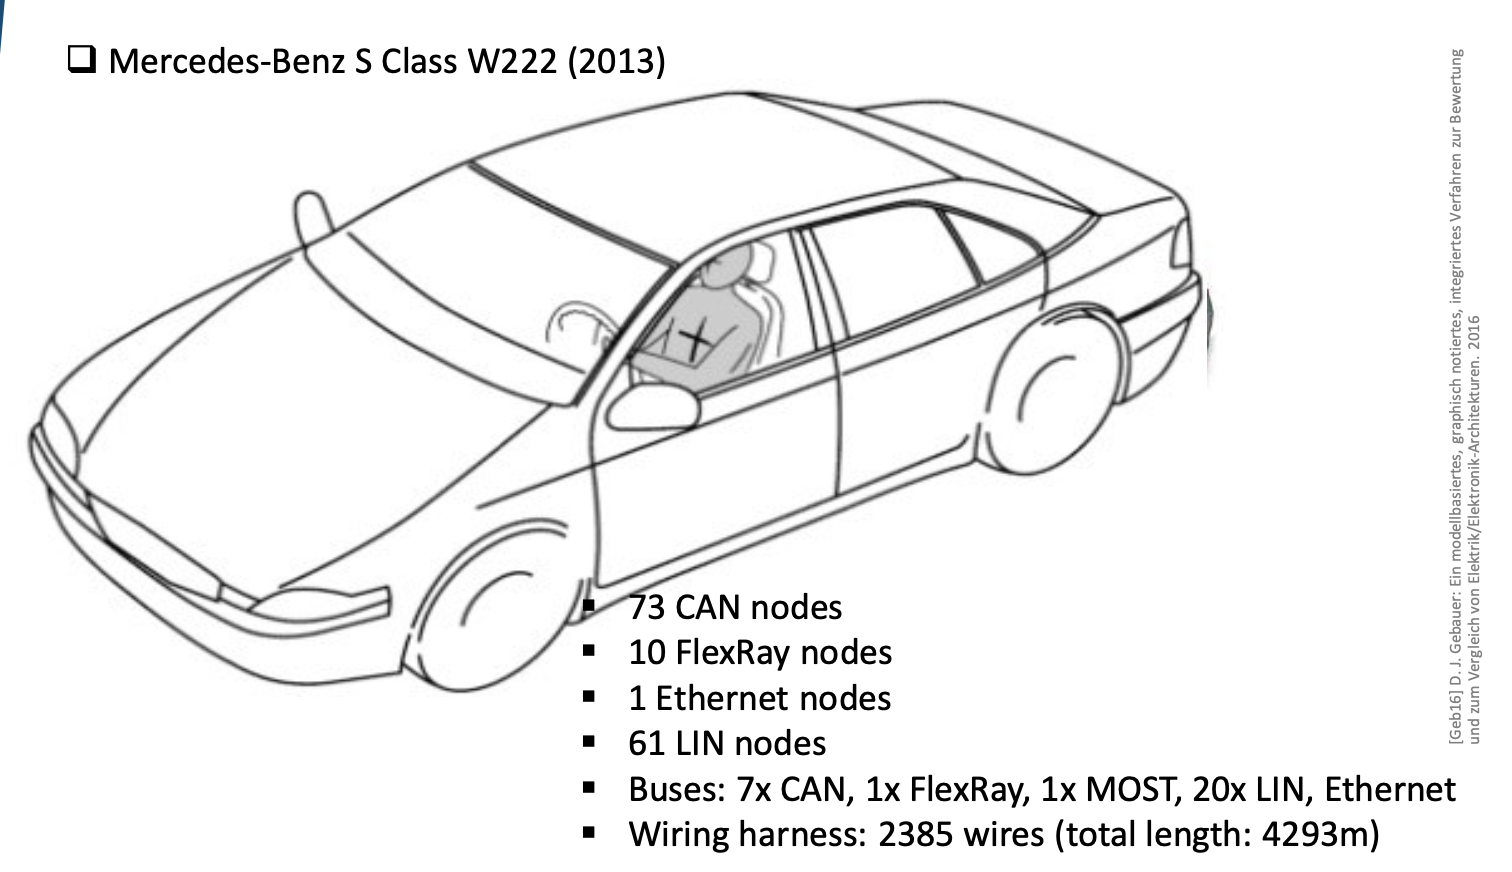 ❑ Mercedes-Benz S Class W222 (2013)
▪ 73 CAN nodes
▪ 10 FlexRay nodes
▪ 1 Ethernet nodes
▪ 61 LIN nodes
▪ Buses: 7x CAN, 1x FlexRay, 1x MOST, 20x LIN, Ethernet
▪ Wiring harness: 2385 wires (total length: 4293m)
[Geb16] D. J. Gebauer: Ein modellbasiertes, graphisch notiertes, integriertes Verfahren zur Bewertung
und zum Vergleich von Elektrik/Elektronik-Architekturen. 2016